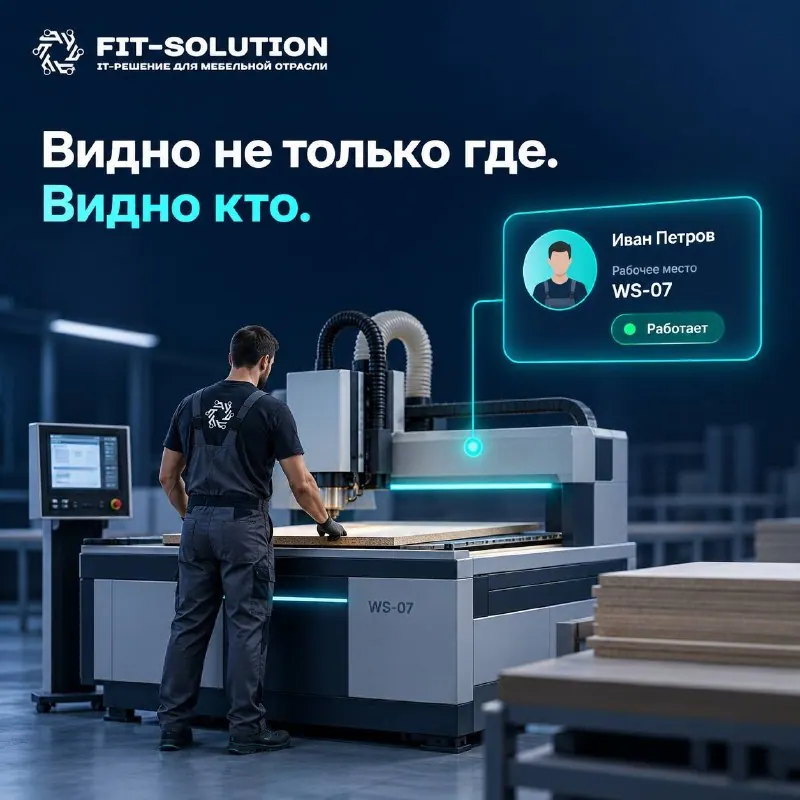 FIT-SOLUTION
IT-РЕШЕНИЕ ДЛЯ МЕБЕЛЬНОЙ ОТРАСЛИ
Видно не только где.
Видно кто.
Иван Петров
Рабочее место
WS-07
Работает
WS-07